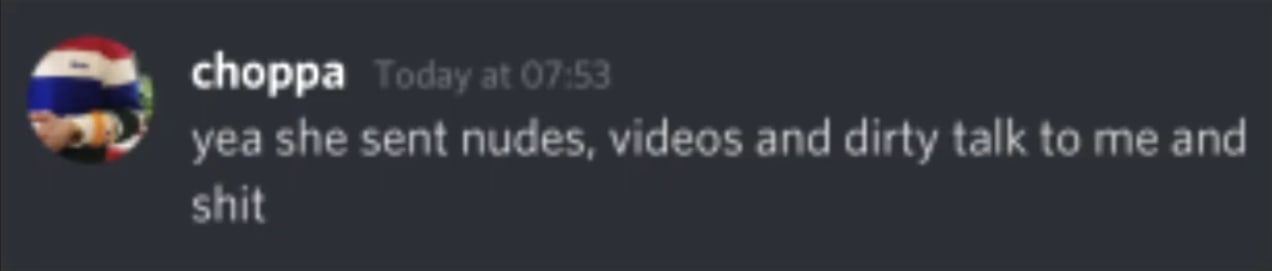 choppa Today at 07:53
yea she sent nudes, videos and dirty talk to me and
shit